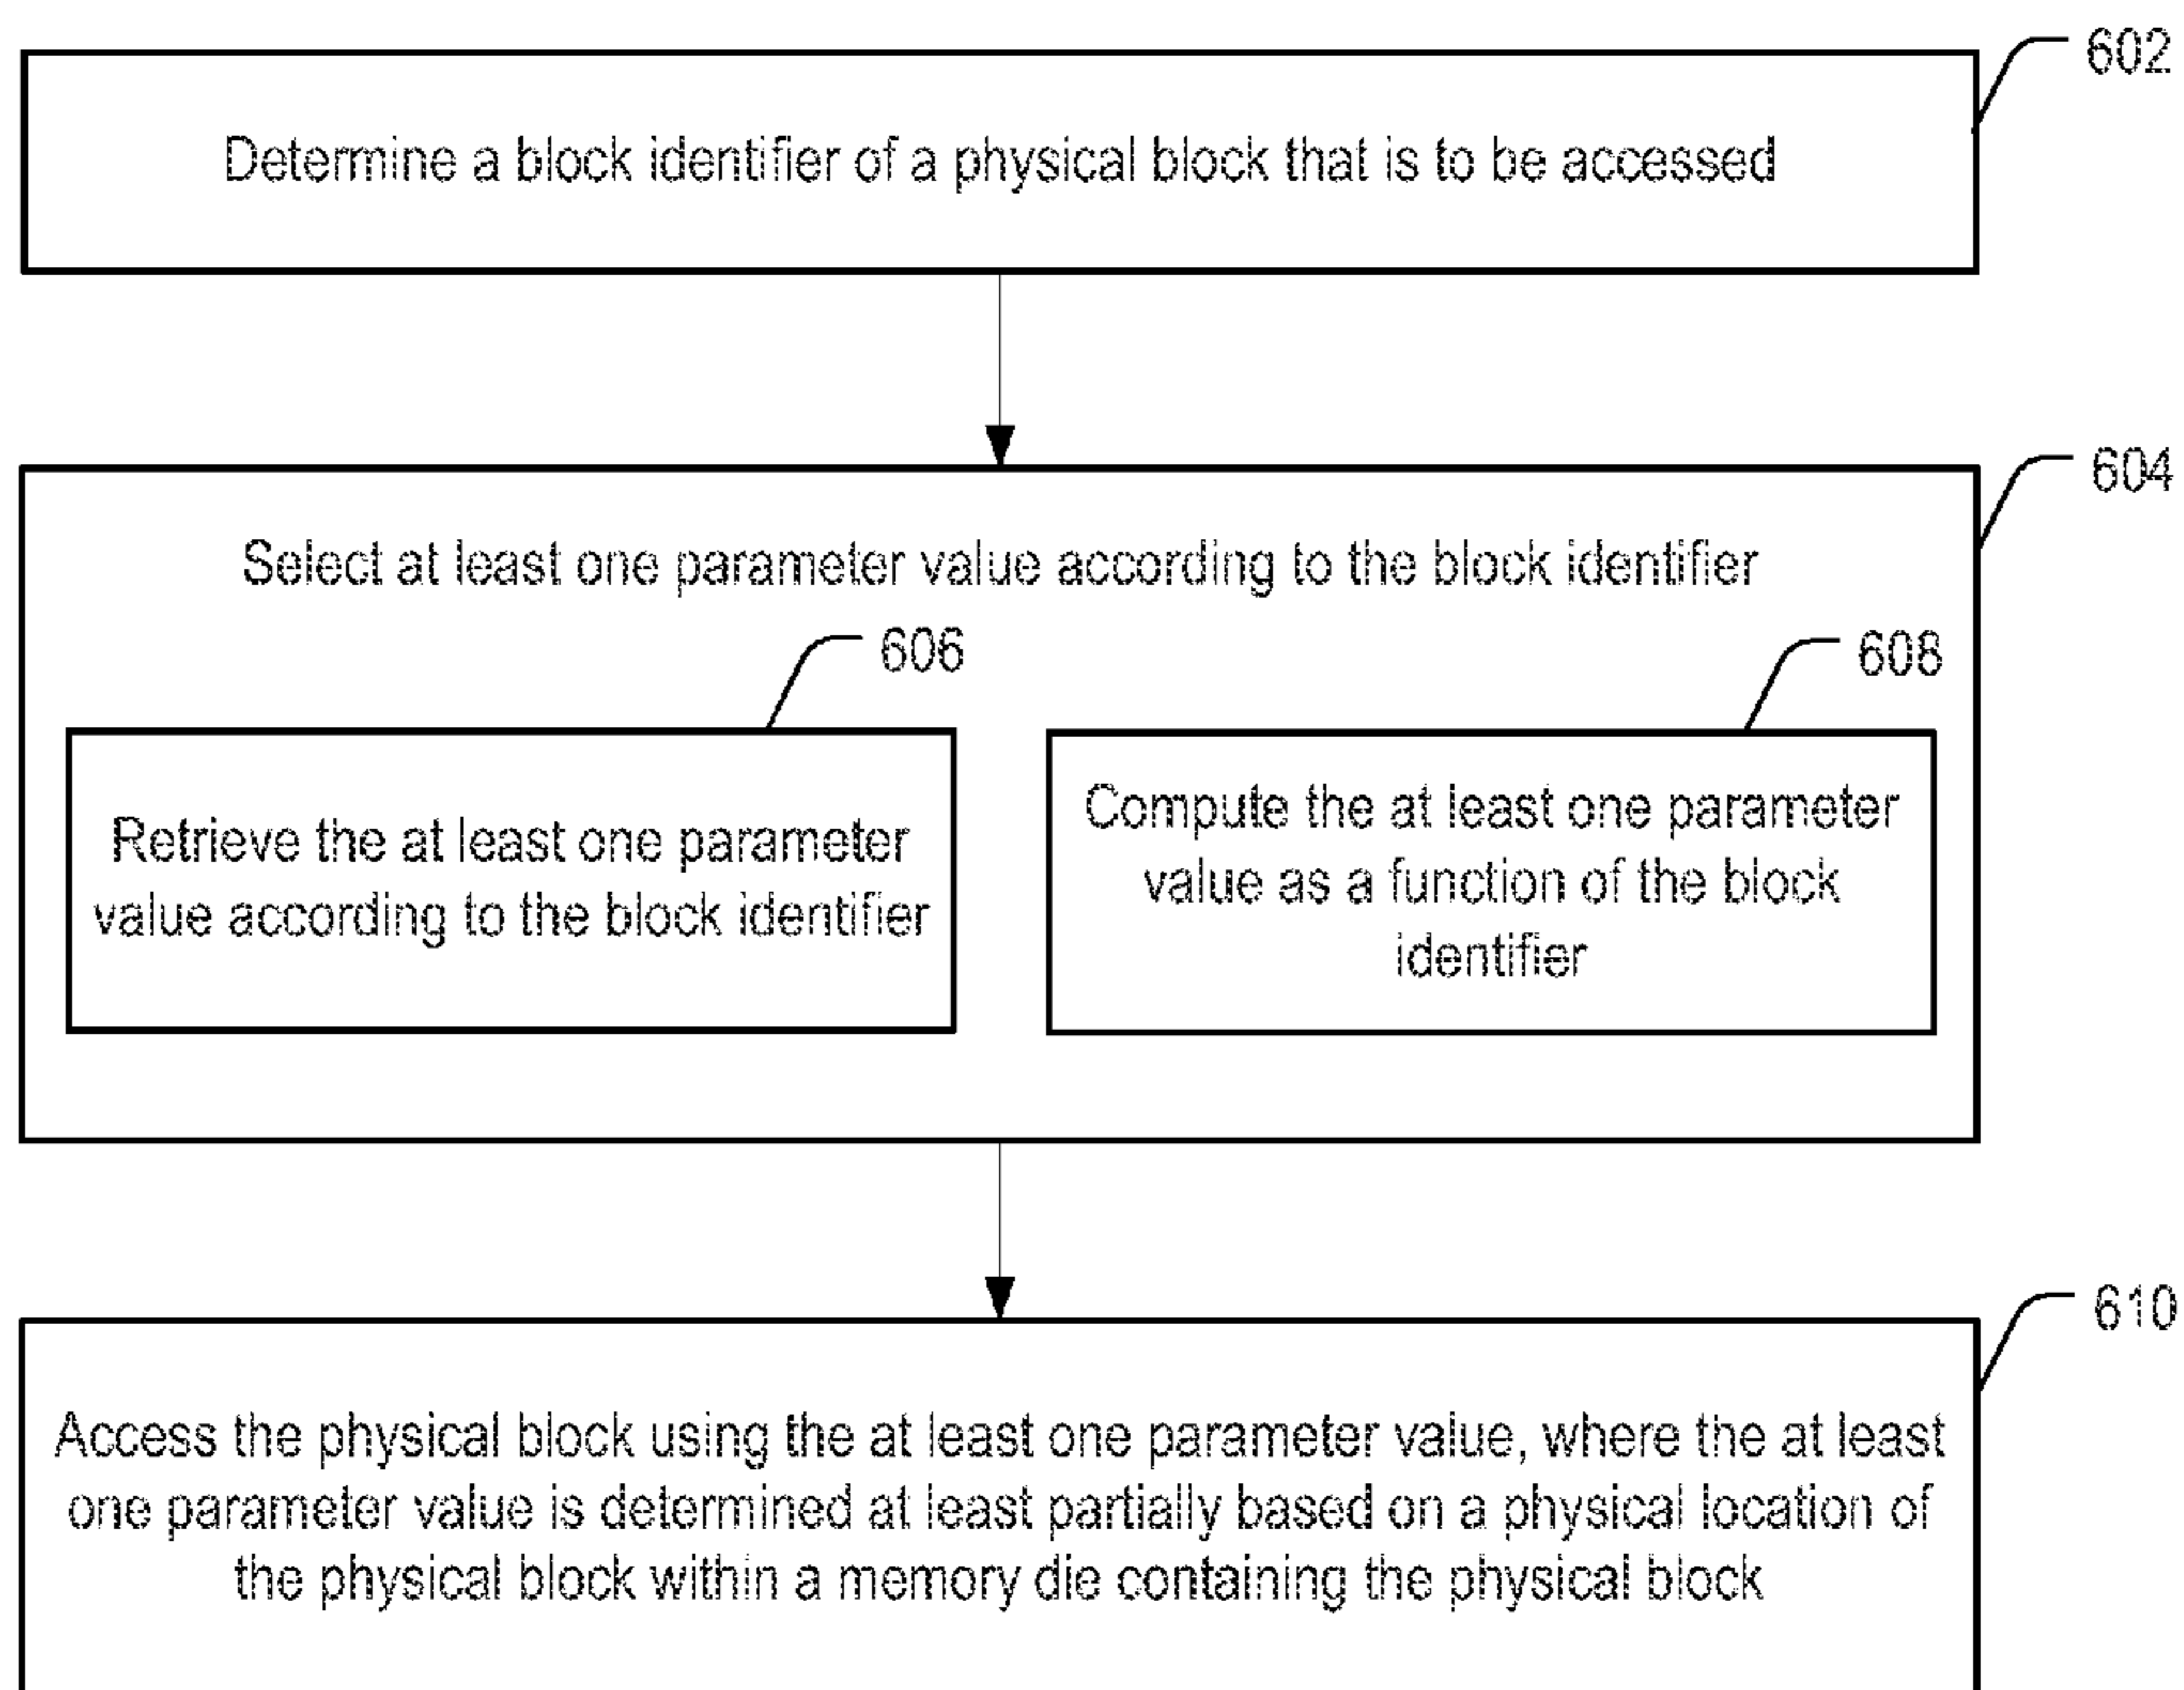 602
Determine a block identifier of a physical block that is to be accessed
604
Select at least one parameter value according to the block identifier
606
608
Retrieve the at least one parameter
value according to the block identifier
Compute the at least one parameter
value as a function of the block
identifier
610
Access the physical block using the at least one parameter value, where the at least
one parameter value is determined at least partially based on a physical location of
the physical block within a memory die containing the physical block